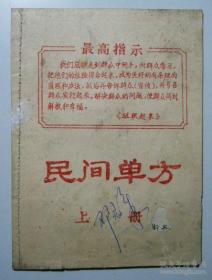 最高指示
我们应该走到群众中间去，向群众学习，
把他们的经验综合起来，成为更好的有条理的
道理和办法，然后再告诉群众（宣传），并号召
群众实行起来，解决群众的问题，使群众得到
解放和幸福。
《组织起来》
民间单方
上册